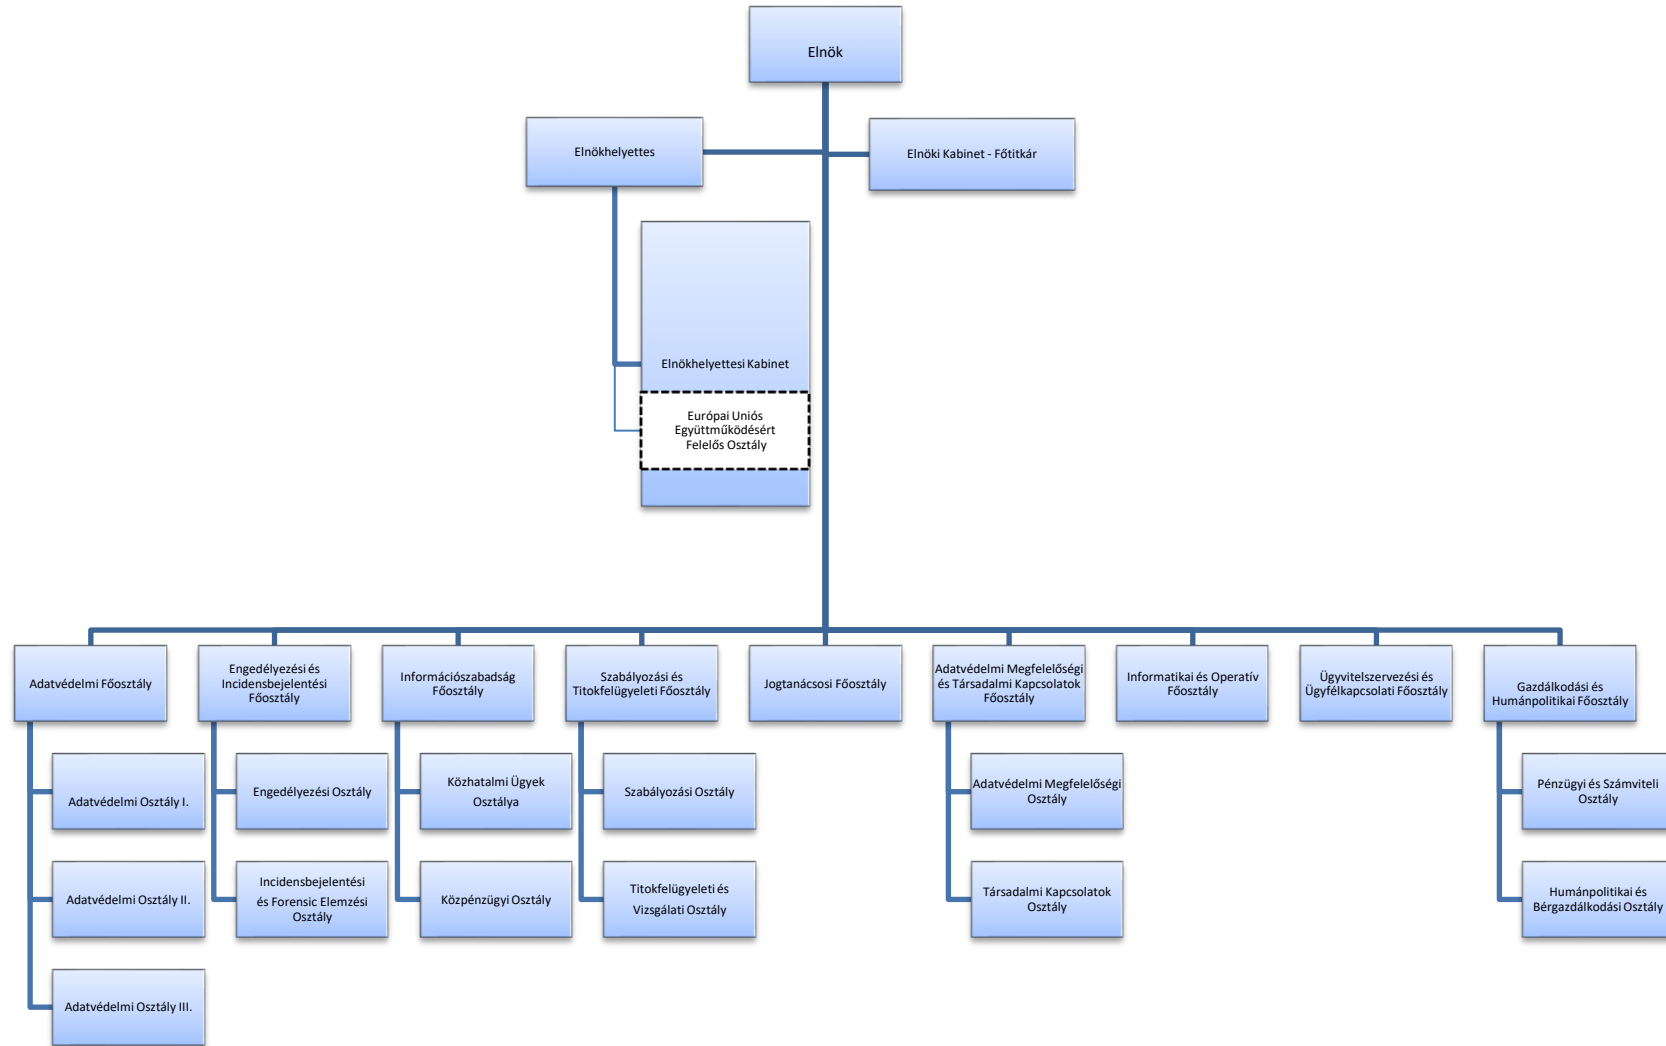 Elnök
Elnökhelyettes
Elnöki Kabinet - Főtitkár
Elnökhelyettesi Kabinet
Európai Uniós
Együttműködésért
Felelős Osztály
Adatvédelmi Főosztály
Engedélyezési és
Incidensbejelentési
Főosztály
Információszabadság
Főosztály
Szabályozási és
Titokfelügyeleti Főosztály
Jogtanácsosi Főosztály
Adatvédelmi Megfelelőségi
és Társadalmi Kapcsolatok
Főosztály
Informatikai és Operatív
Főosztály
Ügyvitelszervezési és
Ügyfélkapcsolati Főosztály
Gazdálkodási és
Humánpolitikai Főosztály
Adatvédelmi Osztály I.
Engedélyezési Osztály
Közhatalmi Ügyek
Osztálya
Szabályozási Osztály
Adatvédelmi Megfelelőségi
Osztály
Pénzügyi és Számviteli
Osztály
Adatvédelmi Osztály II.
Incidensbejelentési
és Forensic Elemzési
Osztály
Közpénzügyi Osztály
Titokfelügyeleti és
Vizsgálati Osztály
Társadalmi Kapcsolatok
Osztály
Humánpolitikai és
Bérgazdálkodási Osztály
Adatvédelmi Osztály III.